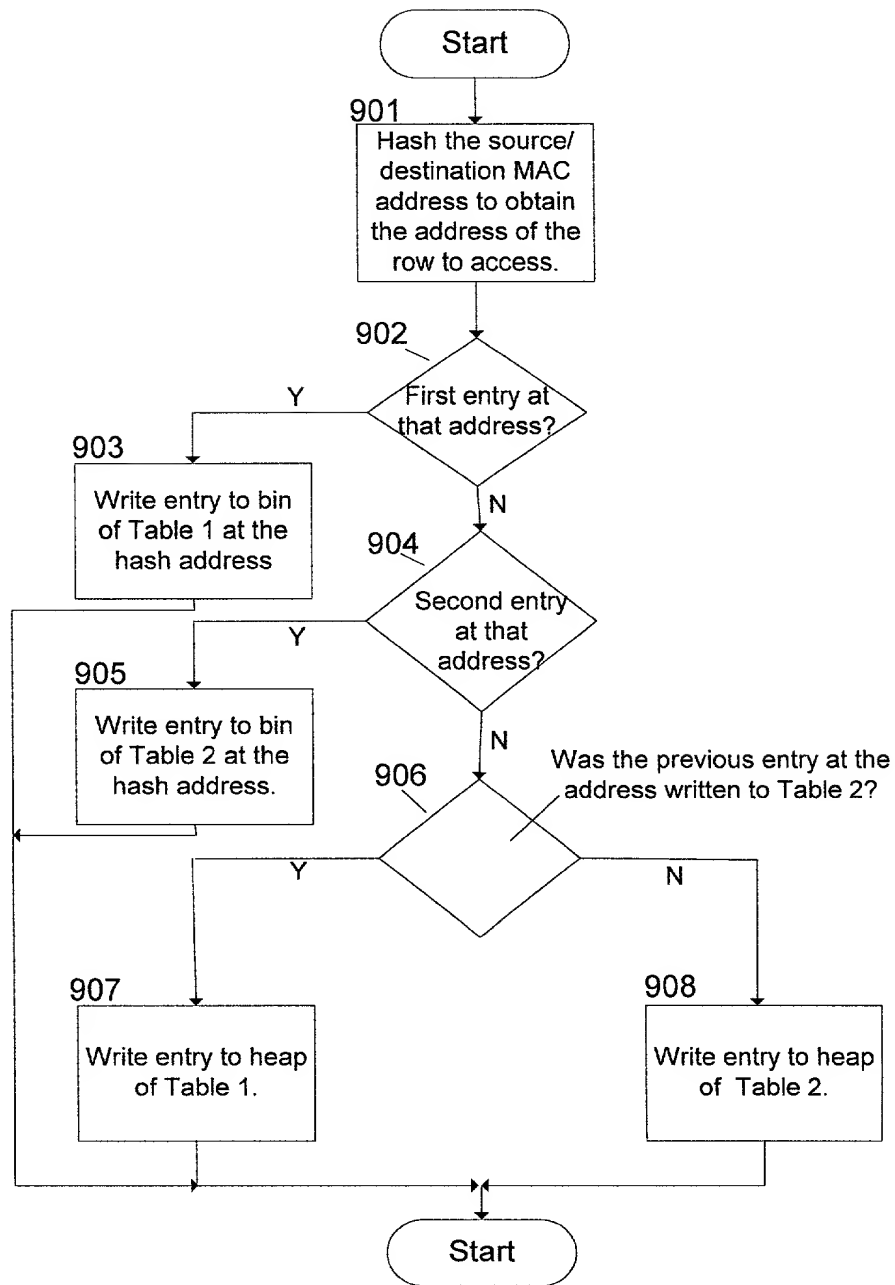 Start
901
Hash the source/
destination MAC
address to obtain
the address of the
row to access.
902
First entry at
that address?
Y
N
903
Write entry to bin
of Table 1 at the
hash address
904
Second entry
at that
address?
Y
N
905
Write entry to bin
of Table 2 at the
hash address.
906
Was the previous entry at the
address written to Table 2?
Y
N
907
Write entry to heap
of Table 1.
908
Write entry to heap
of Table 2.
Start